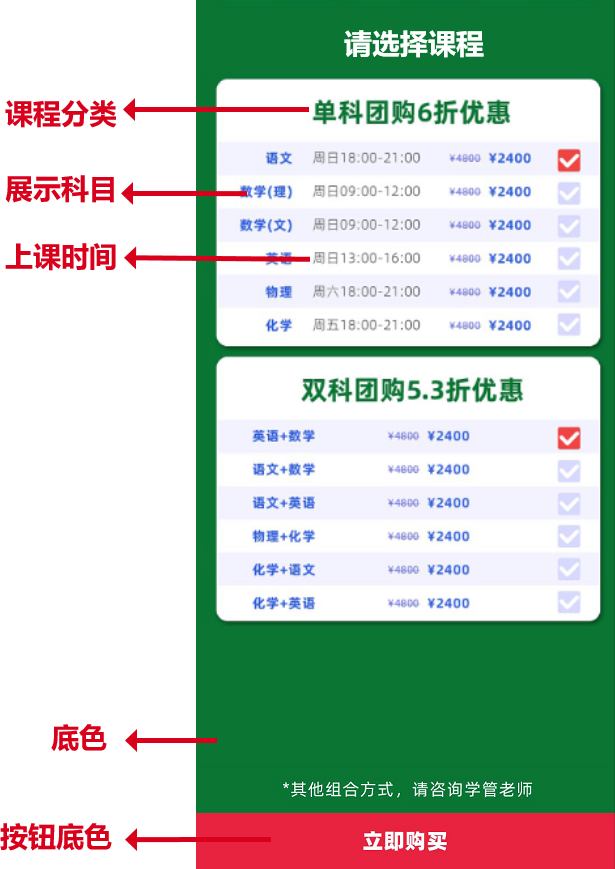 请选择课程
课程分类
单科团购6折优惠
语文 周日18:00-21:00 ¥4800 ¥2400
展示科目
数学(理) 周日09:00-12:00 ¥4800 ¥2400
数学(文) 周日09:00-12:00 ¥4800 ¥2400
上课时间
英语 周日13:00-16:00 ¥4800 ¥2400
物理 周六18:00-21:00 ¥4800 ¥2400
化学 周五18:00-21:00 ¥4800 ¥2400
双科团购5.3折优惠
英语+数学 ¥4800 ¥2400
语文+数学 ¥4800 ¥2400
语文+英语 ¥4800 ¥2400
物理+化学 ¥4800 ¥2400
化学+语文 ¥4800 ¥2400
化学+英语 ¥4800 ¥2400
底色
*其他组合方式，请咨询学管老师
按钮底色
立即购买